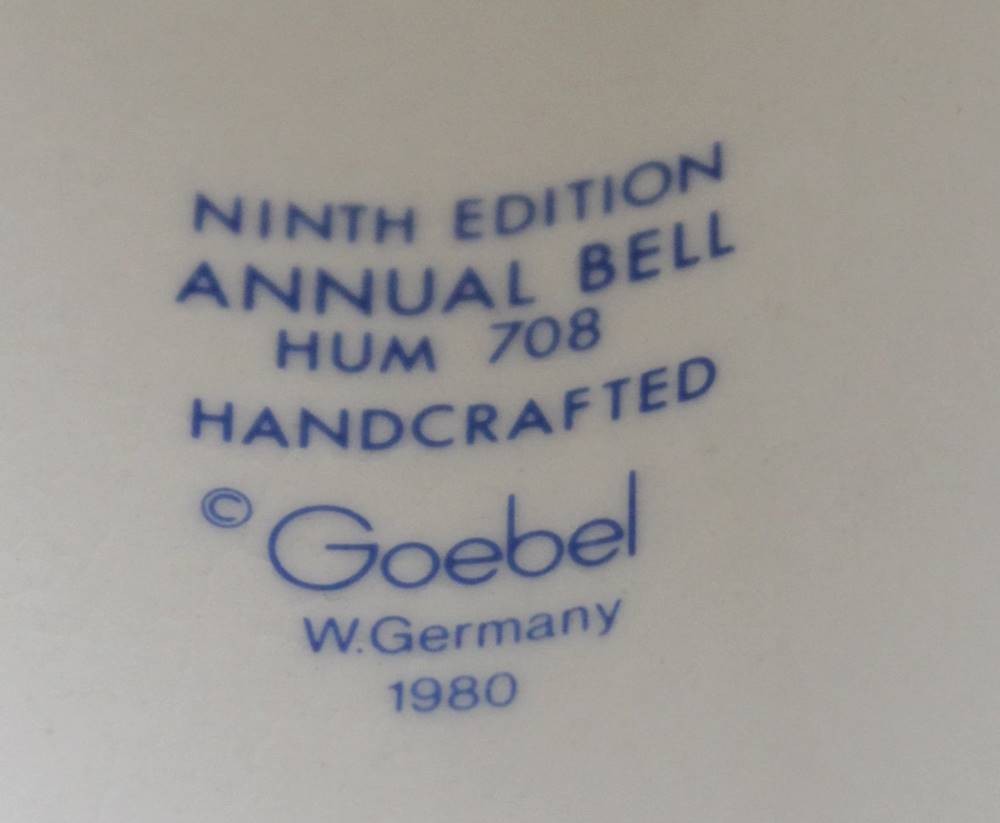 NINTH EDITION
ANNUAL BELL
HUM 708
HANDCRAFTED
© Goebel
W.Germany
1980